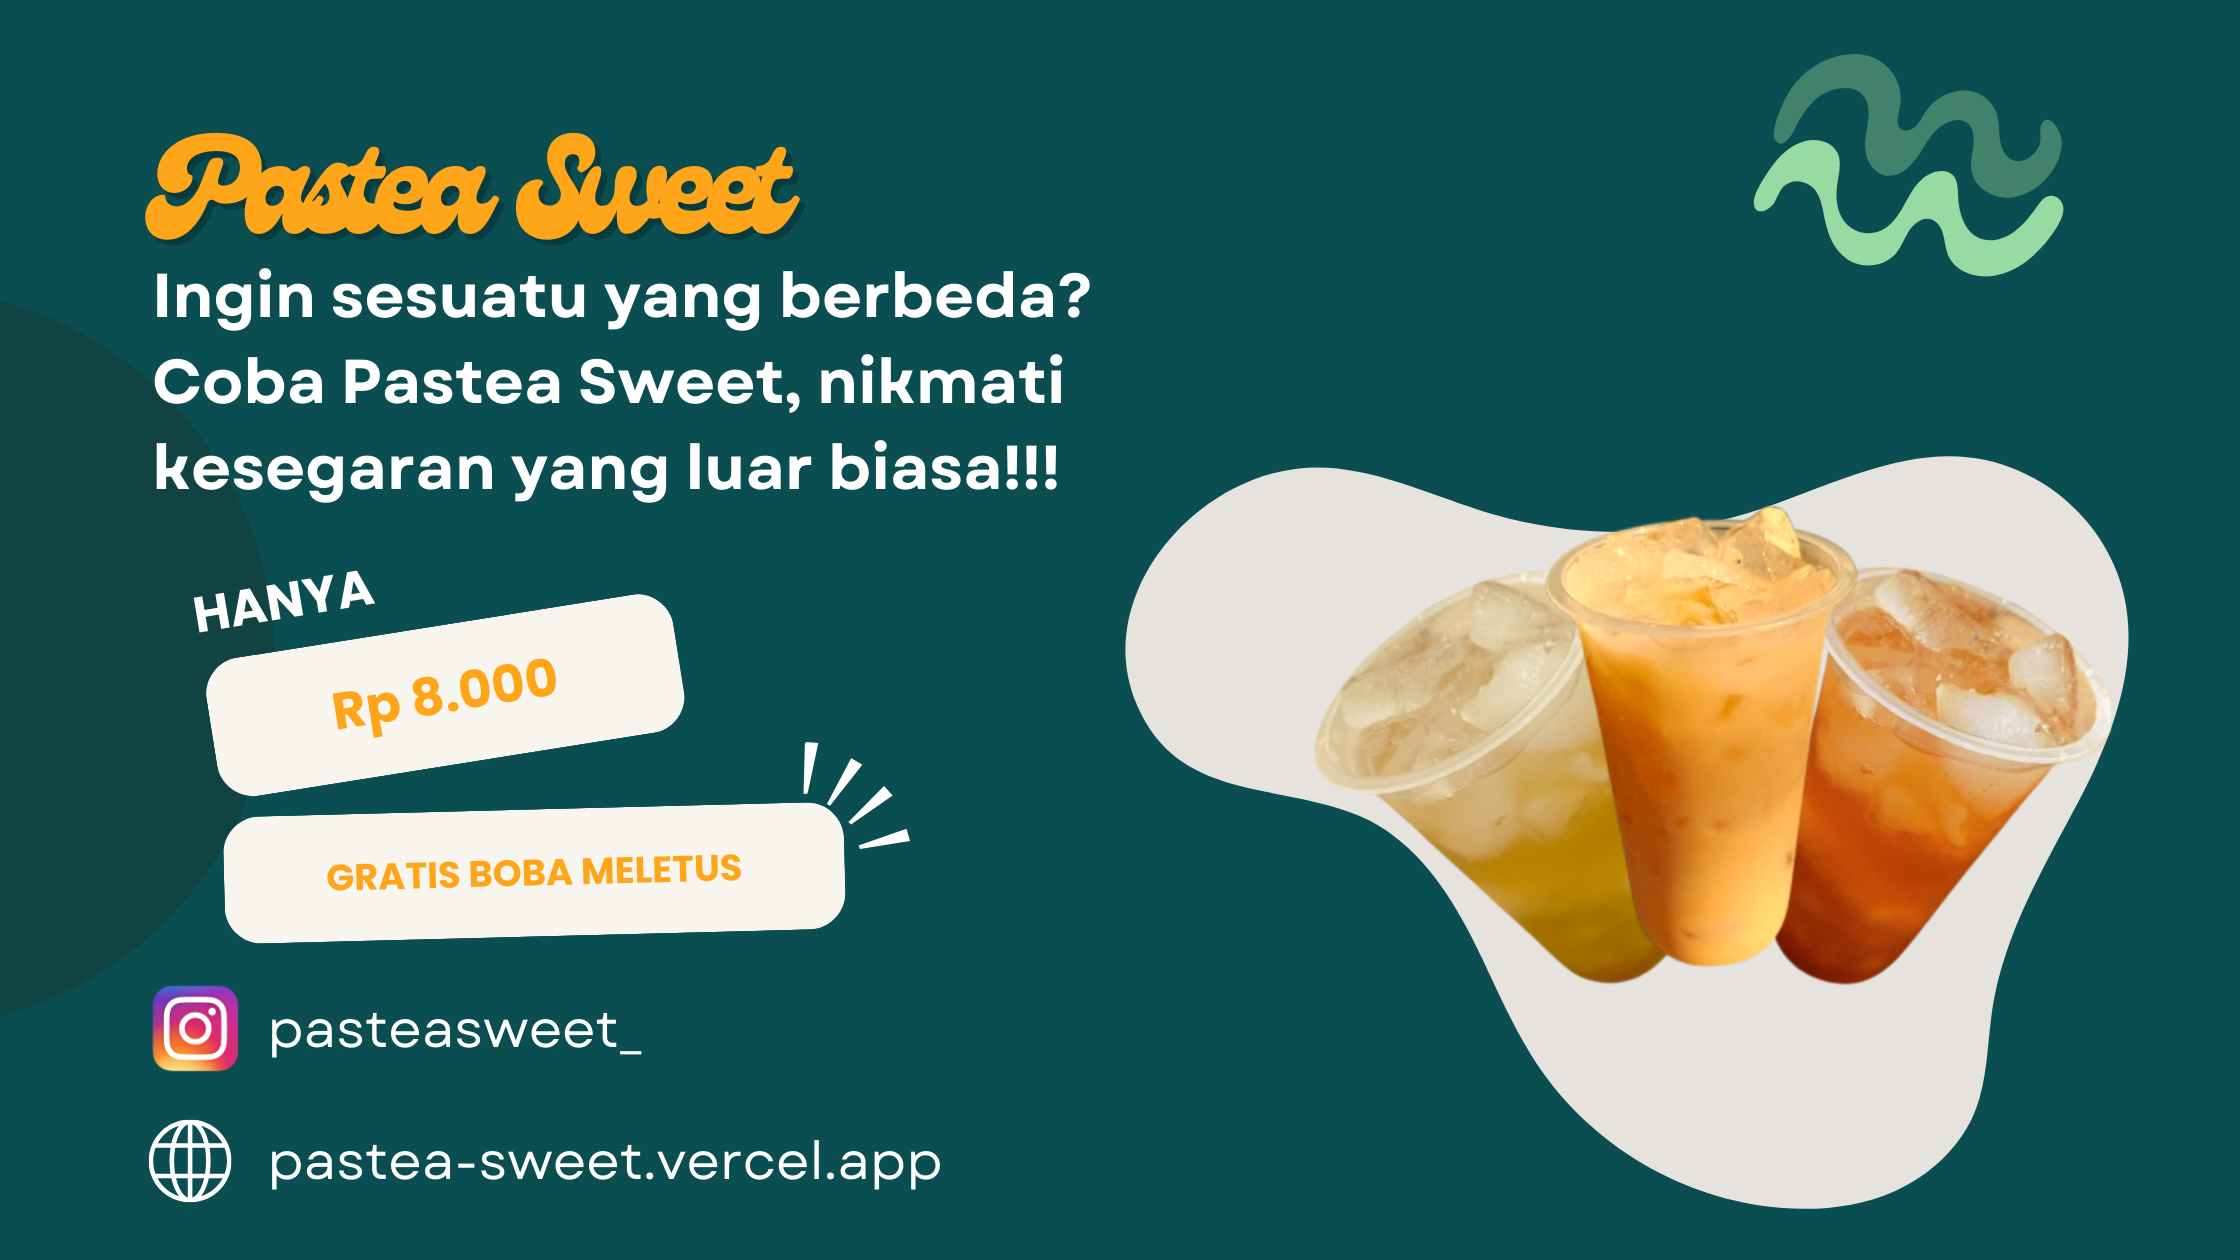 Pastea Sweet
Ingin sesuatu yang berbeda?
Coba Pastea Sweet, nikmati
kesegaran yang luar biasa!!!
HANYA
Rp 8.000
GRATIS BOBA MELETUS
pasteasweet_
pastea-sweet.vercel.app